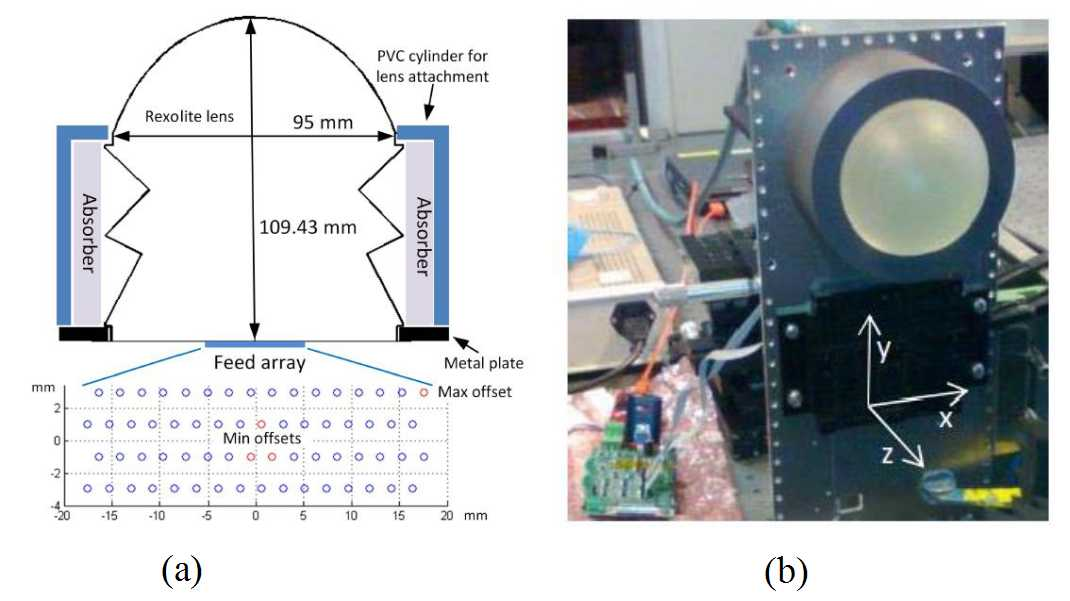 (a)
PVC cylinder for
lens attachment
Rexolite lens
95 mm
109.43 mm
Absorber
Absorber
Metal plate
Feed array
mm
Max offset
2
Min offsets
0
-2
-4
-20 -15 -10 -5 0 5 10 15 20 mm
y
x
z
(a)
(b)